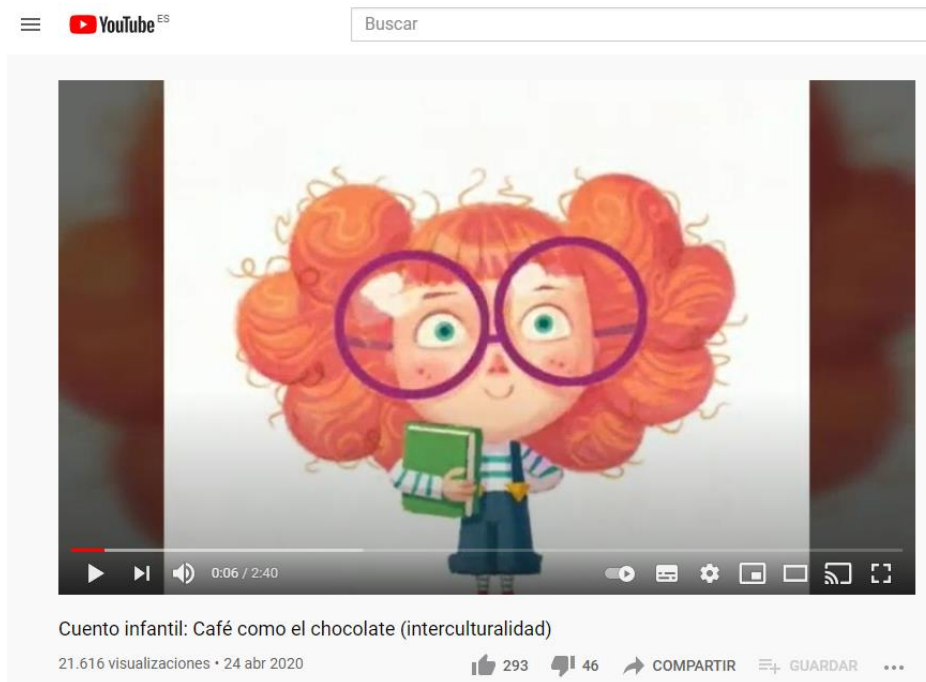 YouTube ES
Buscar
0:06 / 2:40
Cuento infantil: Café como el chocolate (interculturalidad)
21.616 visualizaciones • 24 abr 2020
293 46 COMPARTIR GUARDAR